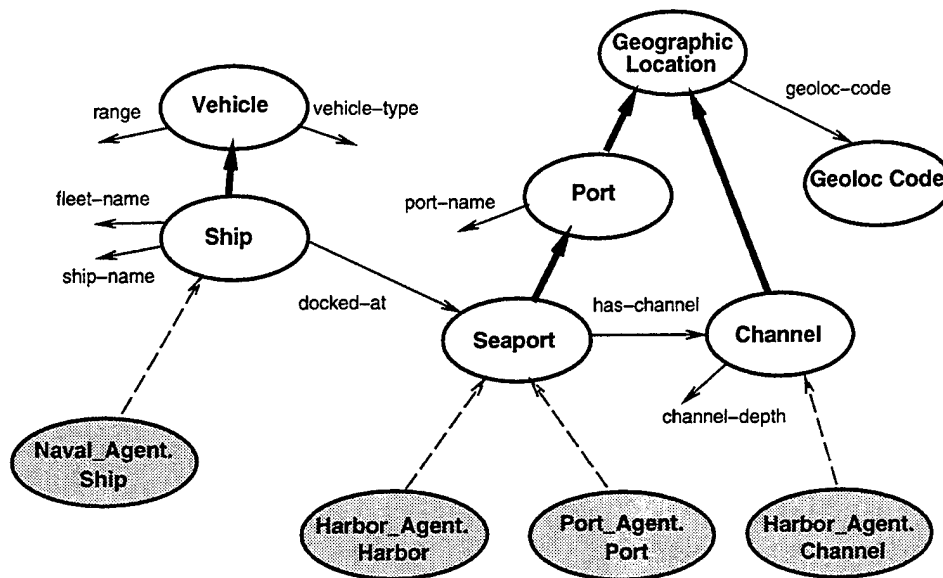 Geographic
Location
geoloc-code
Geoloc Code
Vehicle
range
vehicle-type
Port
port-name
fleet-name
Ship
ship-name
docked-at
Seaport
has-channel
Channel
channel-depth
Naval_Agent.
Ship
Harbor_Agent.
Harbor
Port_Agent.
Port
Harbor_Agent.
Channel